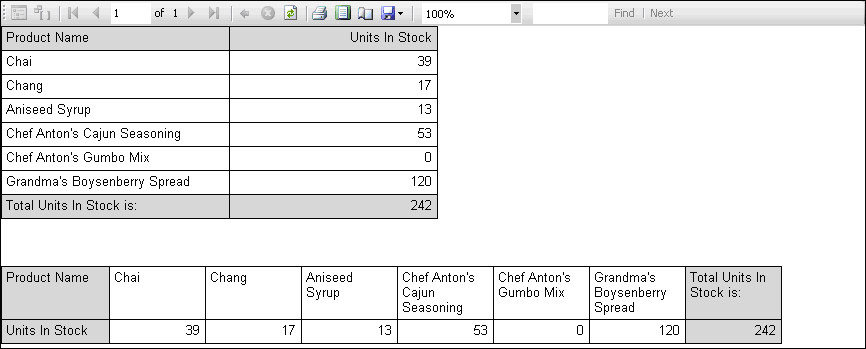 1 of 1 100% Find | Next
Product Name Units In Stock
Chai 39
Chang 17
Aniseed Syrup 13
Chef Anton's Cajun Seasoning 53
Chef Anton's Gumbo Mix 0
Grandma's Boysenberry Spread 120
Total Units In Stock is: 242
Product Name Chai Chang Aniseed Chef Anton's Chef Anton's Grandma's Total Units In
Syrup Cajun Gumbo Mix Boysenberry Stock is:
Seasoning Spread
Units In Stock 39 17 13 53 0 120 242